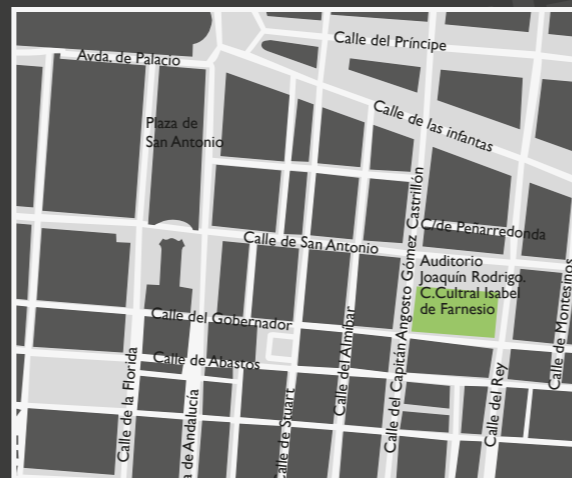 Calle del Príncipe
Avda. de Palacio
Calle de las infantas
Plaza de
San Antonio
C/de Peñarredonda
Calle de San Antonio
Auditorio
Joaquín Rodrigo.
C.Cultral Isabel
de Farnesio
Calle del Capitán Angosto Gómez Castrillón
Calle de Montesinos
Calle del Gobernador
Calle de Abastos
Calle del Almíbar
Calle de la Florida
a de Andalucía
alle de Stuart
Calle del Rey